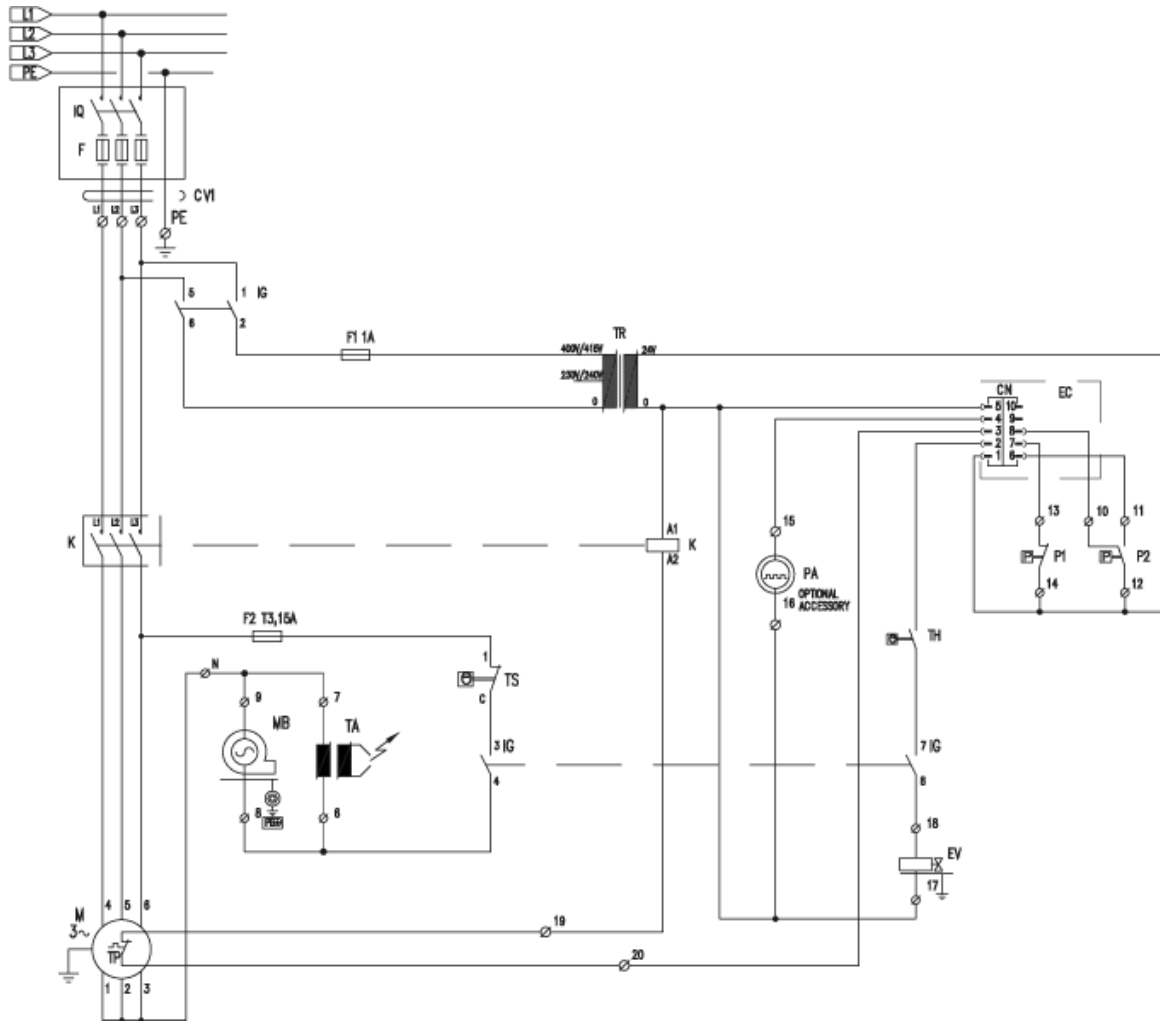 L1
L2
L3
PE
IQ
F
CV1
L1 L2 L3
PE
5 1 IG
6 2
F1 1A
TR
400V/415V 24V
230V/240V
0 0
CN EC
5 10
4 9
3 8
2 7
1 6
L1 L2 L3
K
A1
K
A2
15
PA
OPTIONAL
ACCESSORY
16
13 10 11
P P1 P P2
14 12
F2 T3,15A
N
1
TS
C
TH
9 7
MB TA
3 IG
4
7 IG
8
8 6
18
EV
17
M
3~
4 5 6
TP
1 2 3
19
20